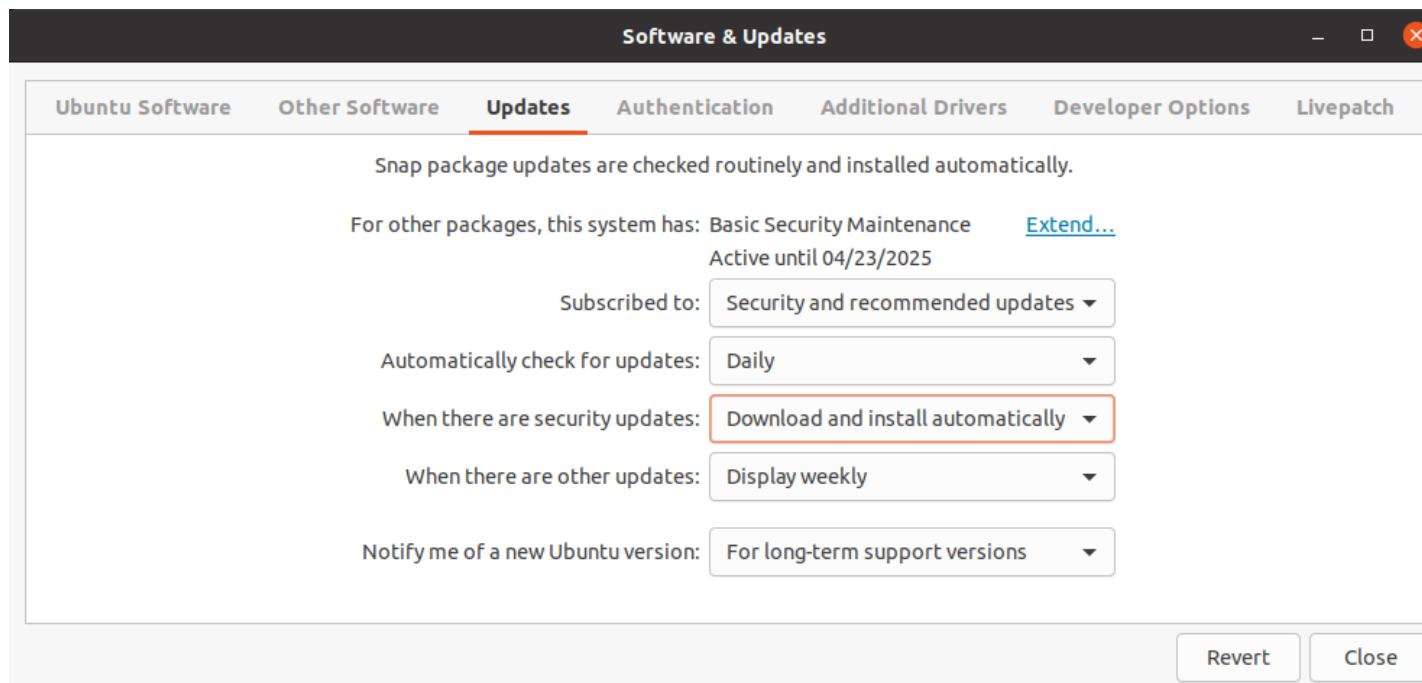 Software & Updates
Ubuntu Software Other Software Updates Authentication Additional Drivers Developer Options Livepatch
Snap package updates are checked routinely and installed automatically.
For other packages, this system has: Basic Security Maintenance Extend...
Active until 04/23/2025
Subscribed to: Security and recommended updates
Automatically check for updates: Daily
When there are security updates: Download and install automatically
When there are other updates: Display weekly
Notify me of a new Ubuntu version: For long-term support versions
Revert Close